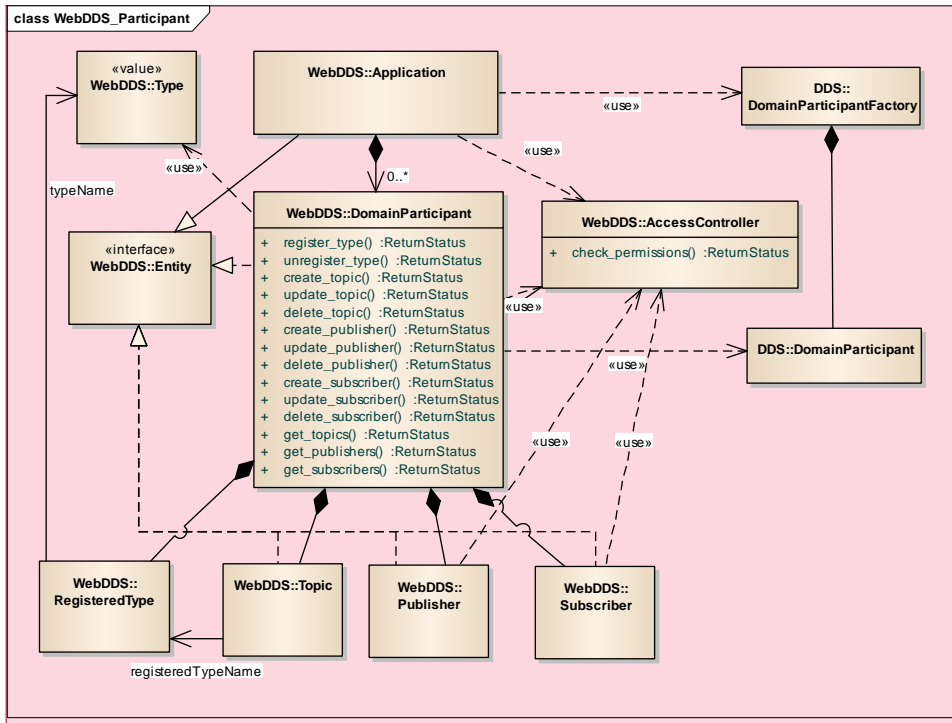 class WebDDS_Participant
«value»
WebDDS::Type
WebDDS::Application
DDS::
DomainParticipantFactory
«use»
«use»
«use»
typeName
0..*
«interface»
WebDDS::Entity
WebDDS::DomainParticipant
+ register_type() :ReturnStatus
+ unregister_type() :ReturnStatus
+ create_topic() :ReturnStatus
+ update_topic() :ReturnStatus
+ delete_topic() :ReturnStatus
+ create_publisher() :ReturnStatus
+ update_publisher() :ReturnStatus
+ delete_publisher() :ReturnStatus
+ create_subscriber() :ReturnStatus
+ update_subscriber() :ReturnStatus
+ delete_subscriber() :ReturnStatus
+ get_topics() :ReturnStatus
+ get_publishers() :ReturnStatus
+ get_subscribers() :ReturnStatus
WebDDS::AccessController
+ check_permissions() :ReturnStatus
«use»
DDS::DomainParticipant
«use»
«use»
«use»
WebDDS::
RegisteredType
WebDDS::Topic
WebDDS::
Publisher
WebDDS::
Subscriber
registeredTypeName